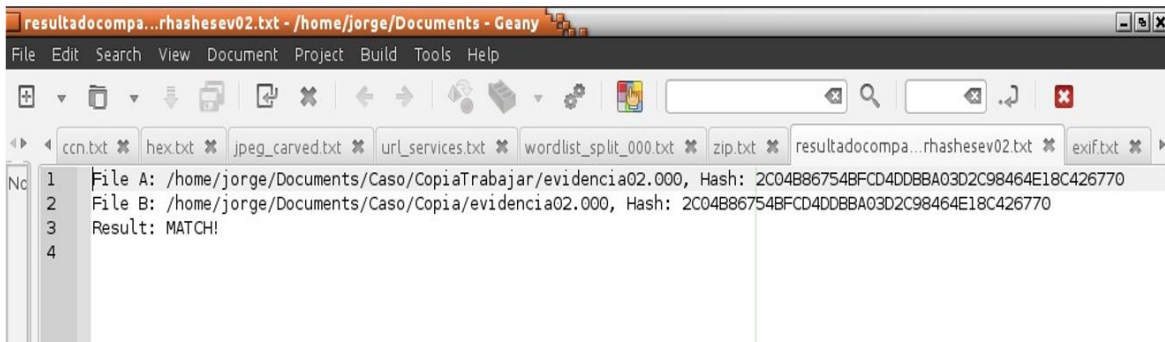 resultadocompa...rhashesev02.txt - /home/jorge/Documents - Geany
File Edit Search View Document Project Build Tools Help
ccn.txt hex.txt jpeg_carved.txt url_services.txt wordlist_split_000.txt zip.txt resultadocompa...rhashesev02.txt exif.txt
No
1 File A: /home/jorge/Documents/Caso/CopiaTrabajar/evidencia02.000, Hash: 2C04B86754BFCD4DDBBA03D2C98464E18C426770
2 File B: /home/jorge/Documents/Caso/Copia/evidencia02.000, Hash: 2C04B86754BFCD4DDBBA03D2C98464E18C426770
3 Result: MATCH!
4